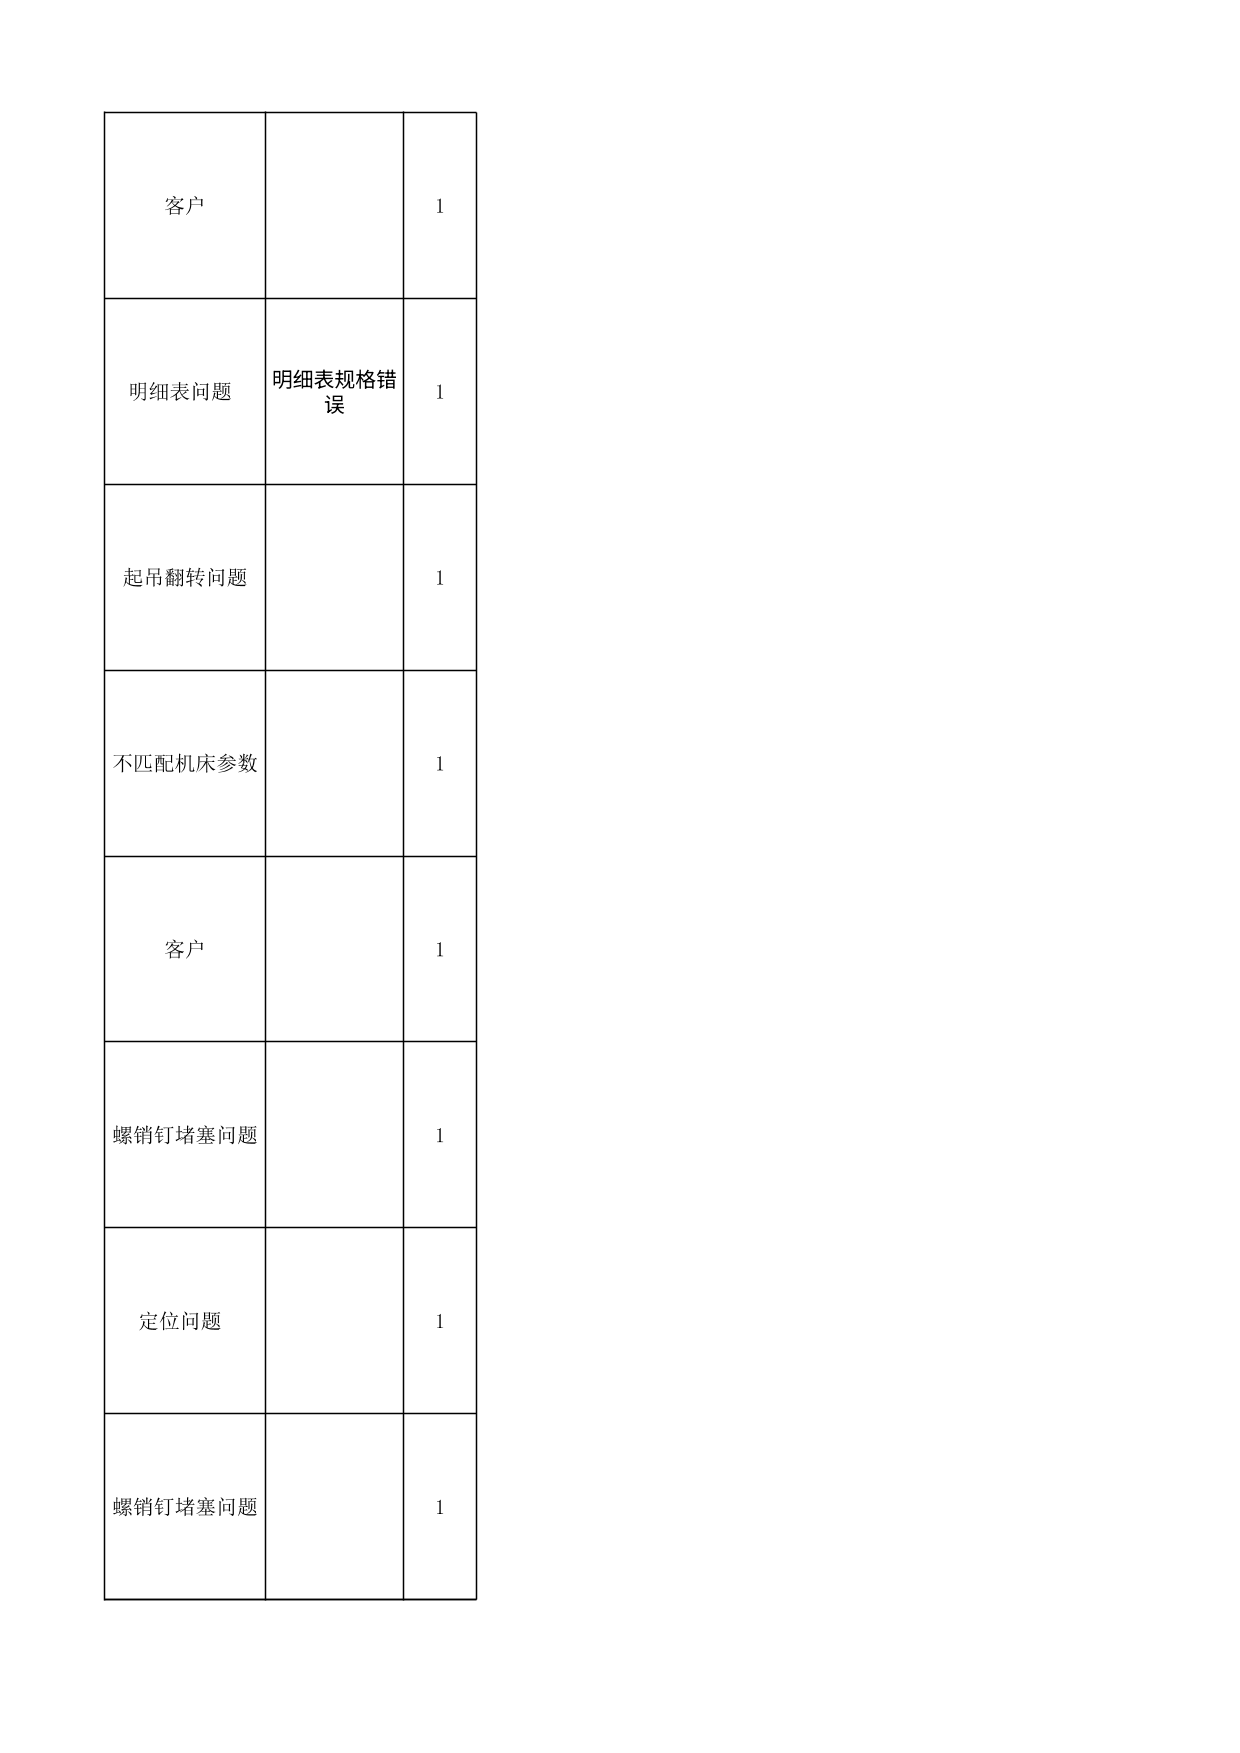 客户 1
明细表问题 明细表规格错 1
误
起吊翻转问题 1
不匹配机床参数 1
客户 1
螺销钉堵塞问题 1
定位问题 1
螺销钉堵塞问题 1